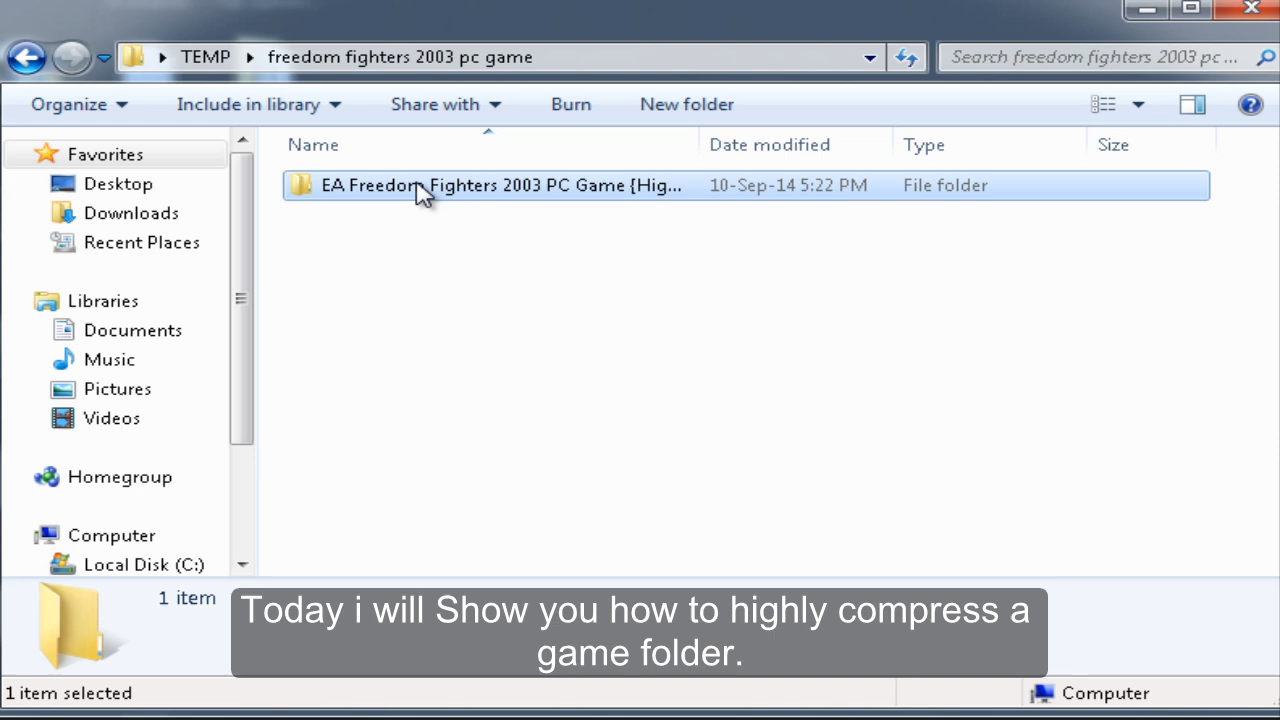 TEMP
freedom fighters 2003 pc game
Search freedom fighters 2003 pc ...
Organize
Include in library
Share with
Burn
New folder
Name
Date modified
Type
Size
Favorites
EA Freedom Fighters 2003 PC Game {Hig...
10-Sep-14 5:22 PM
File folder
Desktop
Downloads
Recent Places
Libraries
Documents
Music
Pictures
Videos
Homegroup
Computer
Local Disk (C:)
1 item
Today i will Show you how to highly compress a
game folder.
1 item selected
Computer